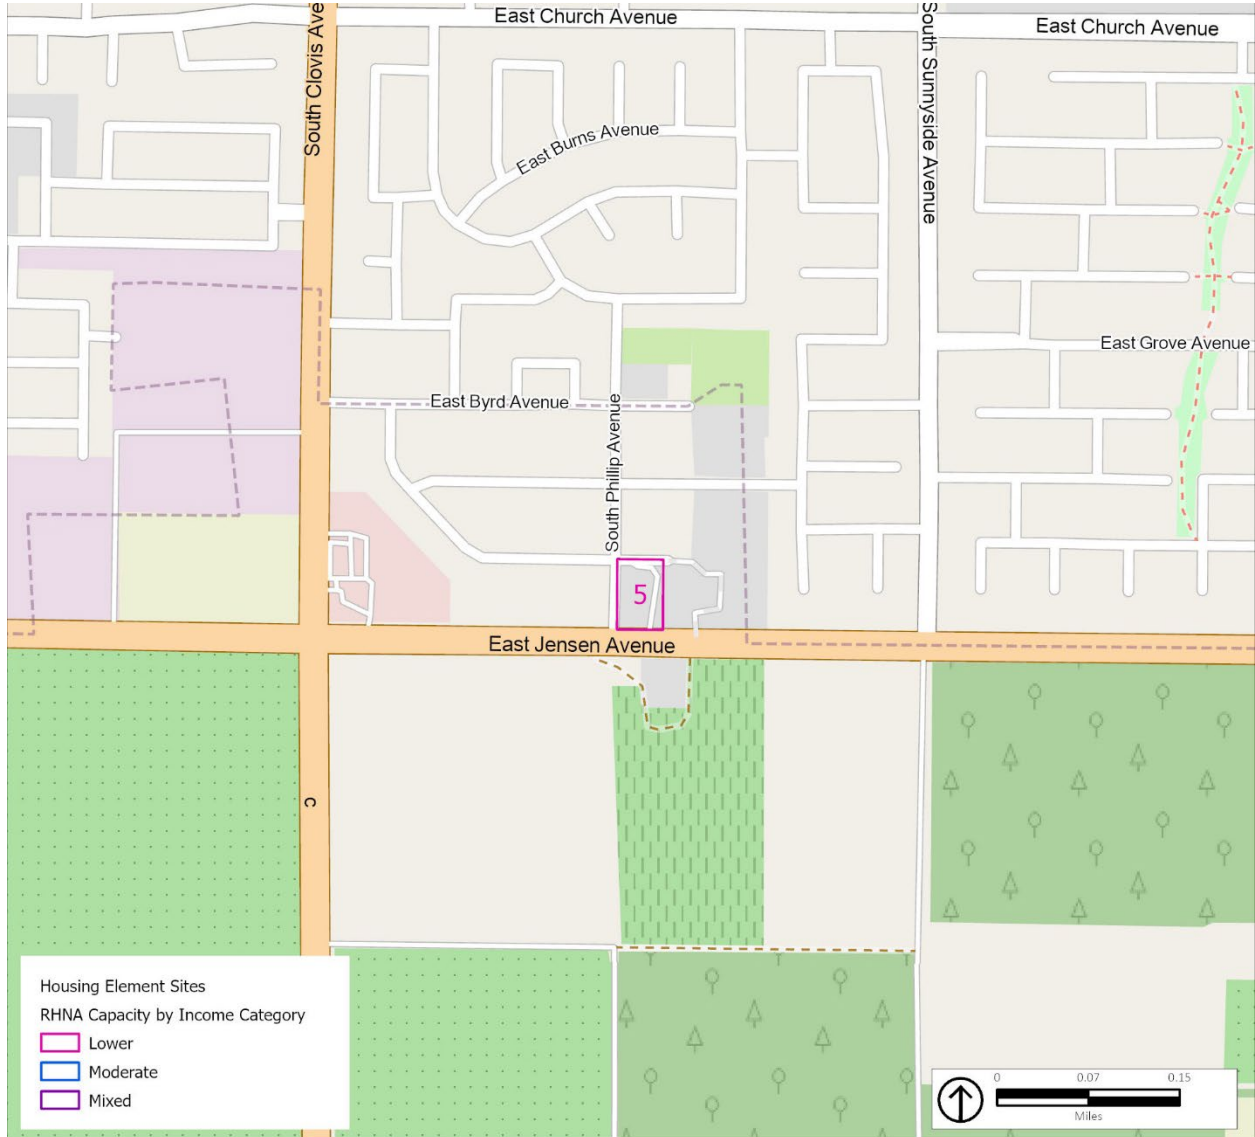 East Church Avenue
East Church Avenue
South Clovis Ave
South Sunnyside Avenue
East Burns Avenue
East Grove Avenue
East Byrd Avenue
South Phillip Avenue
5
East Jensen Avenue
C
Housing Element Sites
RHNA Capacity by Income Category
Lower
Moderate
Mixed
0 0.07 0.15
Miles